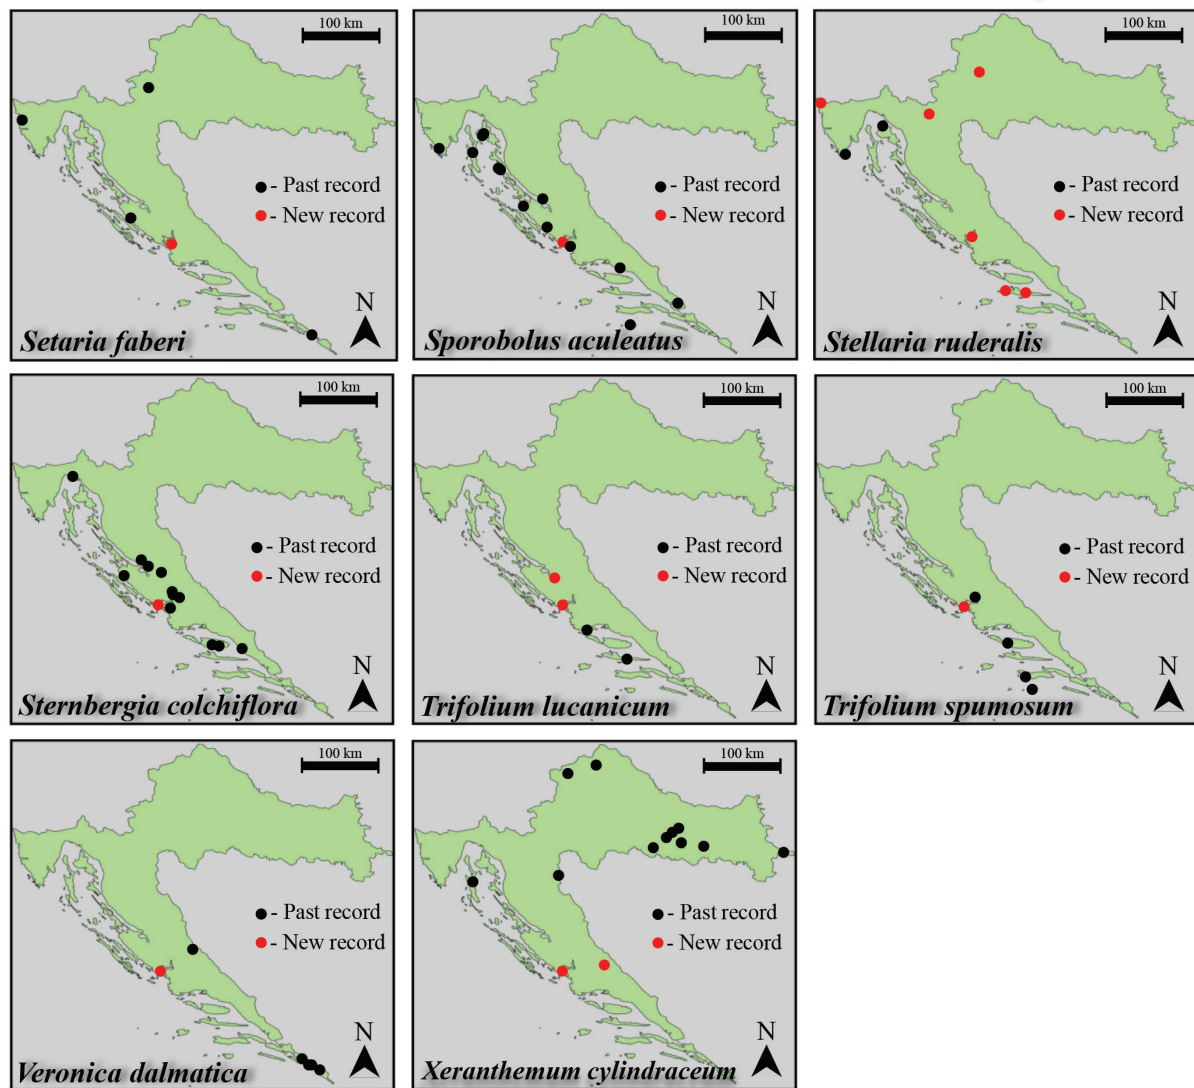 100 km
● - Past record
● - New record
N
Setaria faberi
100 km
● - Past record
● - New record
N
Sporobolus aculeatus
100 km
● - Past record
● - New record
N
Stellaria ruderalis
100 km
● - Past record
● - New record
N
Sternbergia colchiflora
100 km
● - Past record
● - New record
N
Trifolium lucanicum
100 km
● - Past record
● - New record
N
Trifolium spumosum
100 km
● - Past record
● - New record
N
Veronica dalmatica
100 km
● - Past record
● - New record
N
Xeranthemum cylindraceum